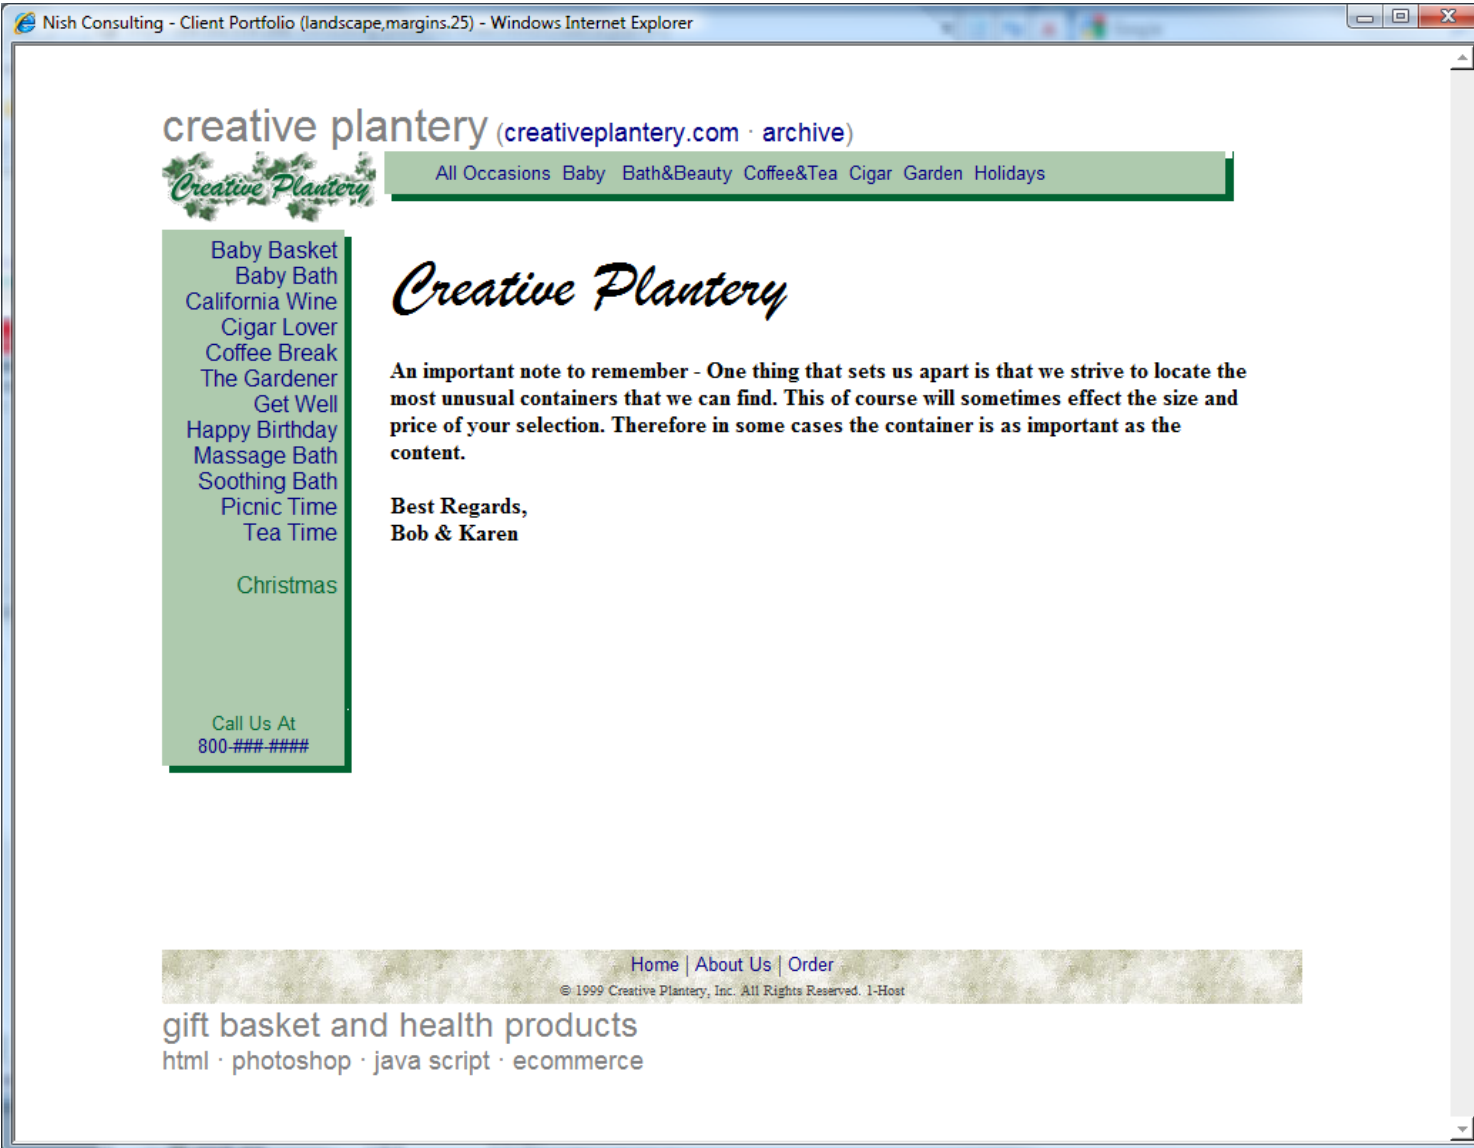 Nish Consulting - Client Portfolio (landscape,margins.25) - Windows Internet Explorer
creative plantery (creativeplantery.com · archive)
Creative Plantery
All Occasions Baby Bath&Beauty Coffee&Tea Cigar Garden Holidays
Baby Basket
Baby Bath
California Wine
Cigar Lover
Coffee Break
The Gardener
Get Well
Happy Birthday
Massage Bath
Soothing Bath
Picnic Time
Tea Time
Christmas
Call Us At
800-###-####
Creative Plantery
An important note to remember - One thing that sets us apart is that we strive to locate the
most unusual containers that we can find. This of course will sometimes effect the size and
price of your selection. Therefore in some cases the container is as important as the
content.
Best Regards,
Bob & Karen
Home | About Us | Order
© 1999 Creative Plantery, Inc. All Rights Reserved. 1-Host
gift basket and health products
html · photoshop · java script · ecommerce